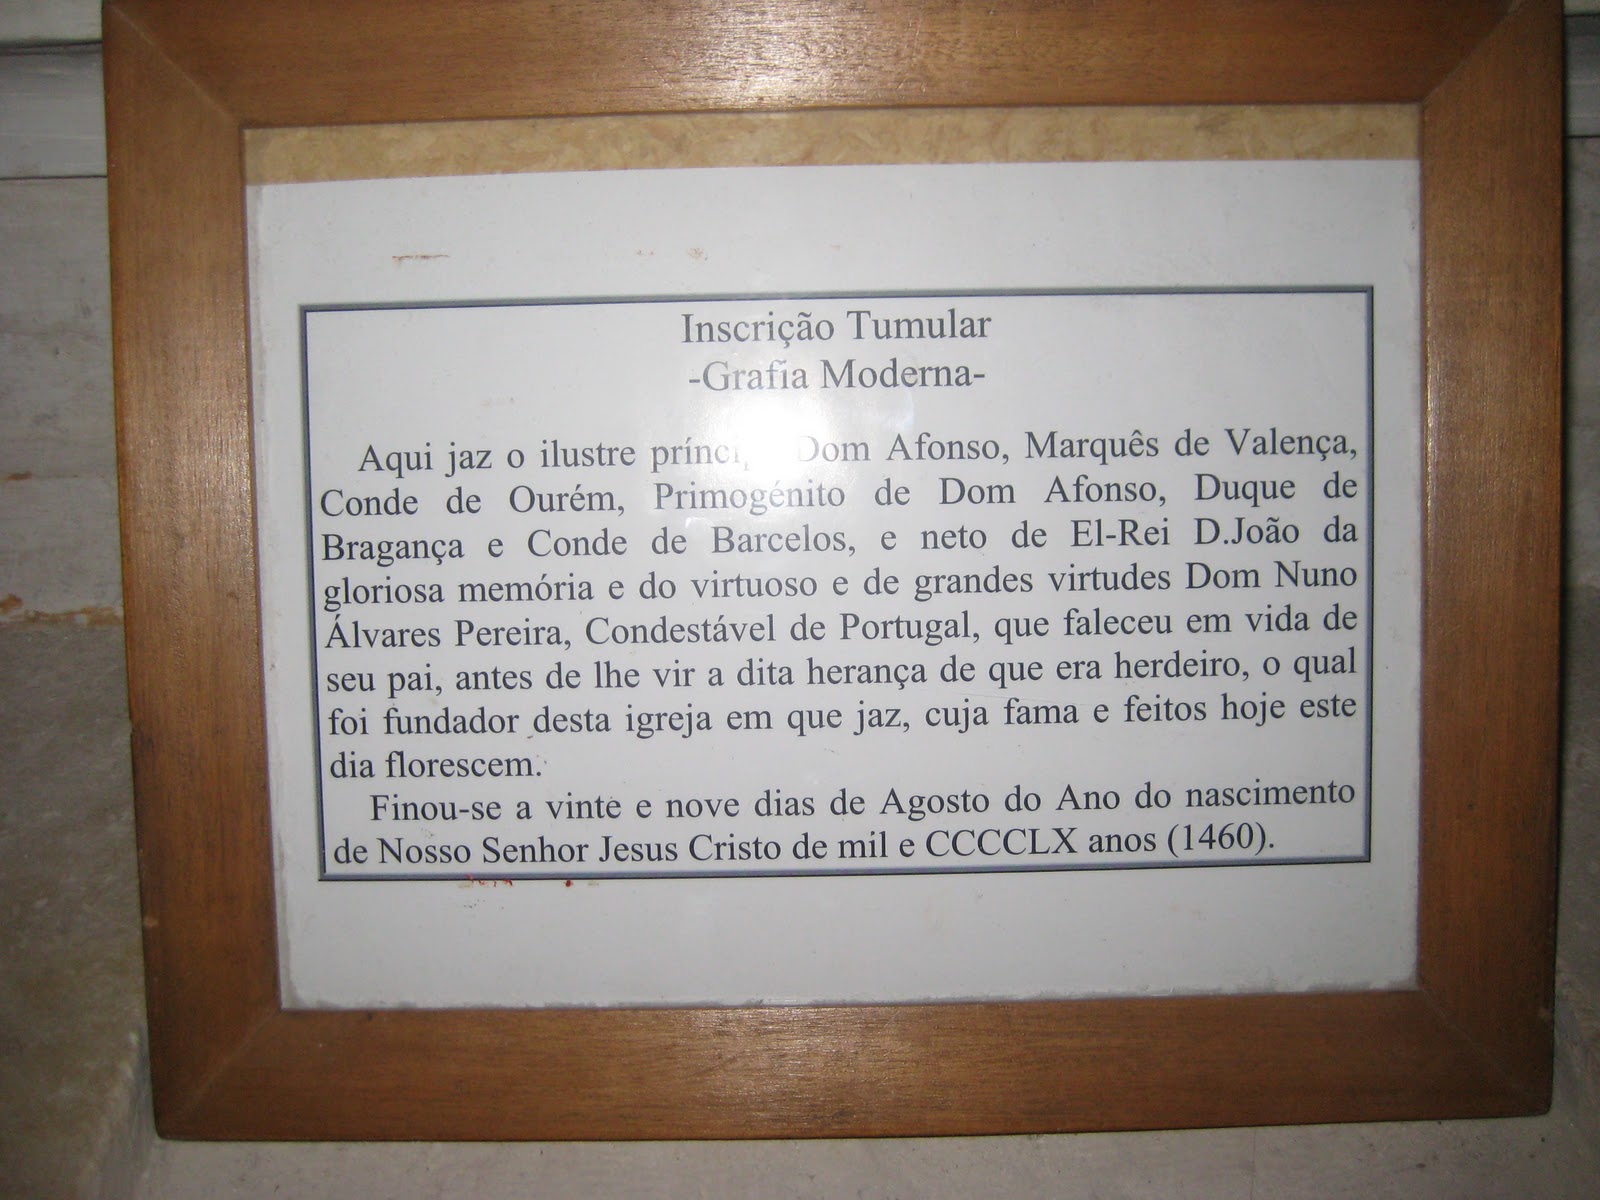 Inscrição Tumular
-Grafia Moderna-
Aqui jaz o ilustre Dom Afonso, Marquês de Valença,
Conde de Ourém, Primogénito de Dom Afonso, Duque de
Bragança e Conde de Barcelos, e neto de El-Rei D.João da
gloriosa memória e do virtuoso e de grandes virtudes Dom Nuno
Álvares Pereira, Condestável de Portugal, que faleceu em vida de
seu pai, antes de lhe vir a dita herança de que era herdeiro, o qual
foi fundador desta igreja em que jaz, cuja fama e feitos hoje este
dia florescem.
Finou-se a vinte e nove dias de Agosto do Ano do nascimento
de Nosso Senhor Jesus Cristo de mil e CCCCLX anos (1460).